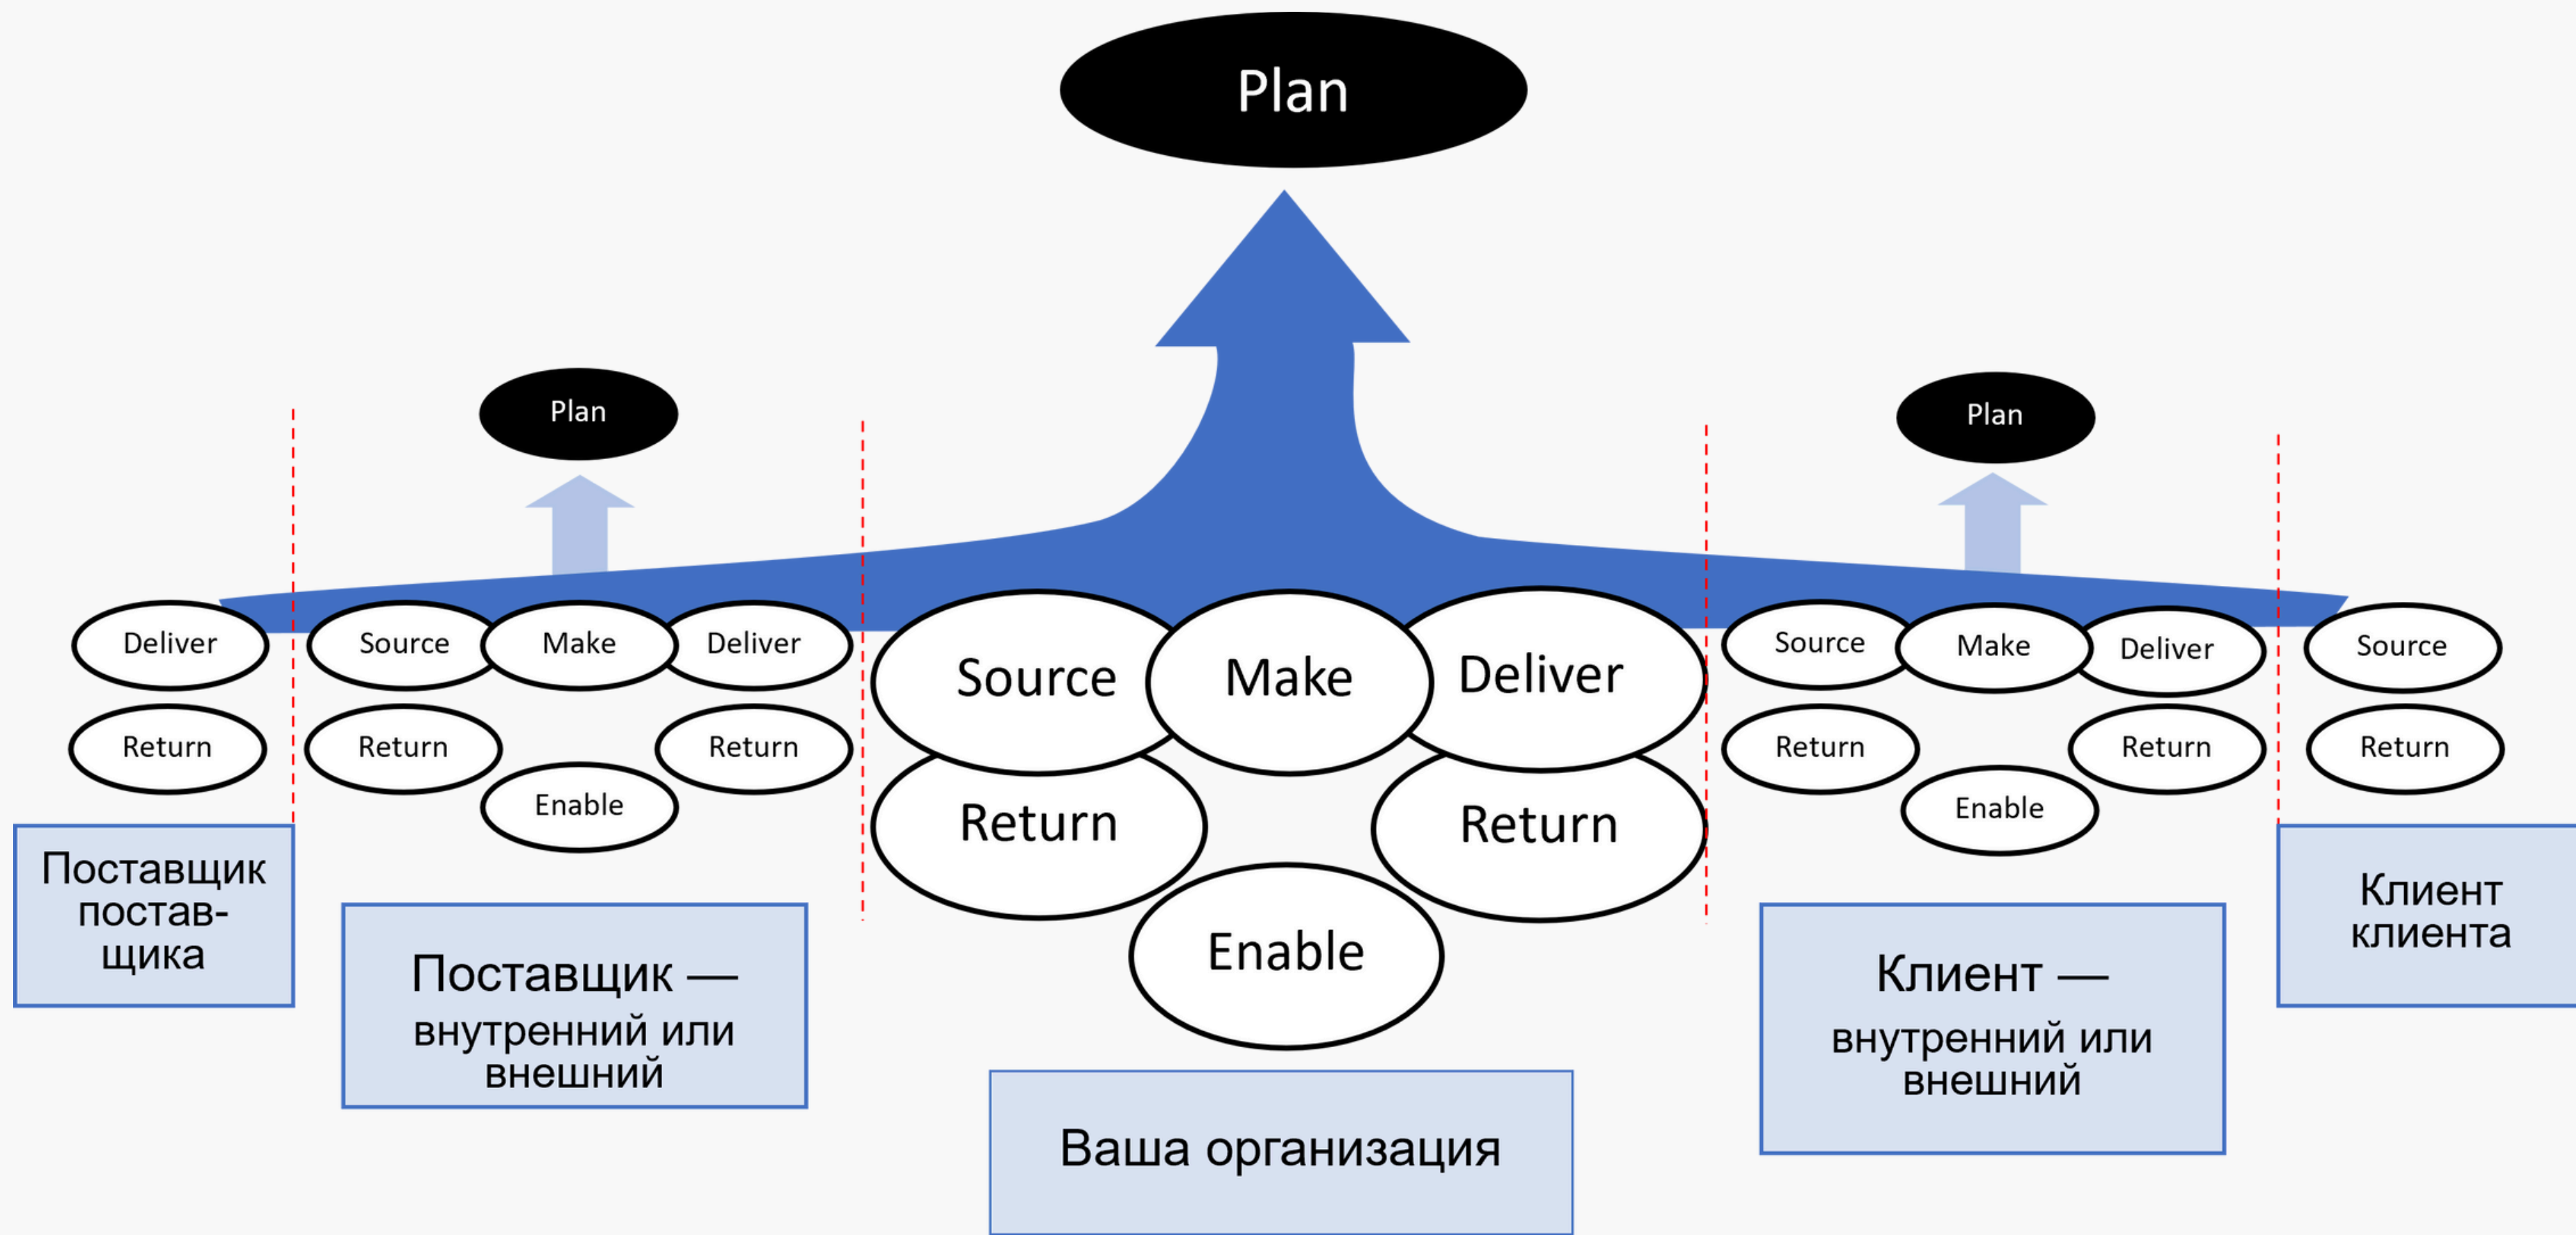 Plan
Plan
Plan
Deliver
Source
Make
Deliver
Source
Make
Deliver
Source
Make
Deliver
Source
Return
Return
Return
Enable
Return
Return
Enable
Return
Return
Enable
Return
Поставщик
постав-
щика
Поставщик —
внутренний или
внешний
Ваша организация
Клиент —
внутренний или
внешний
Клиент
клиента